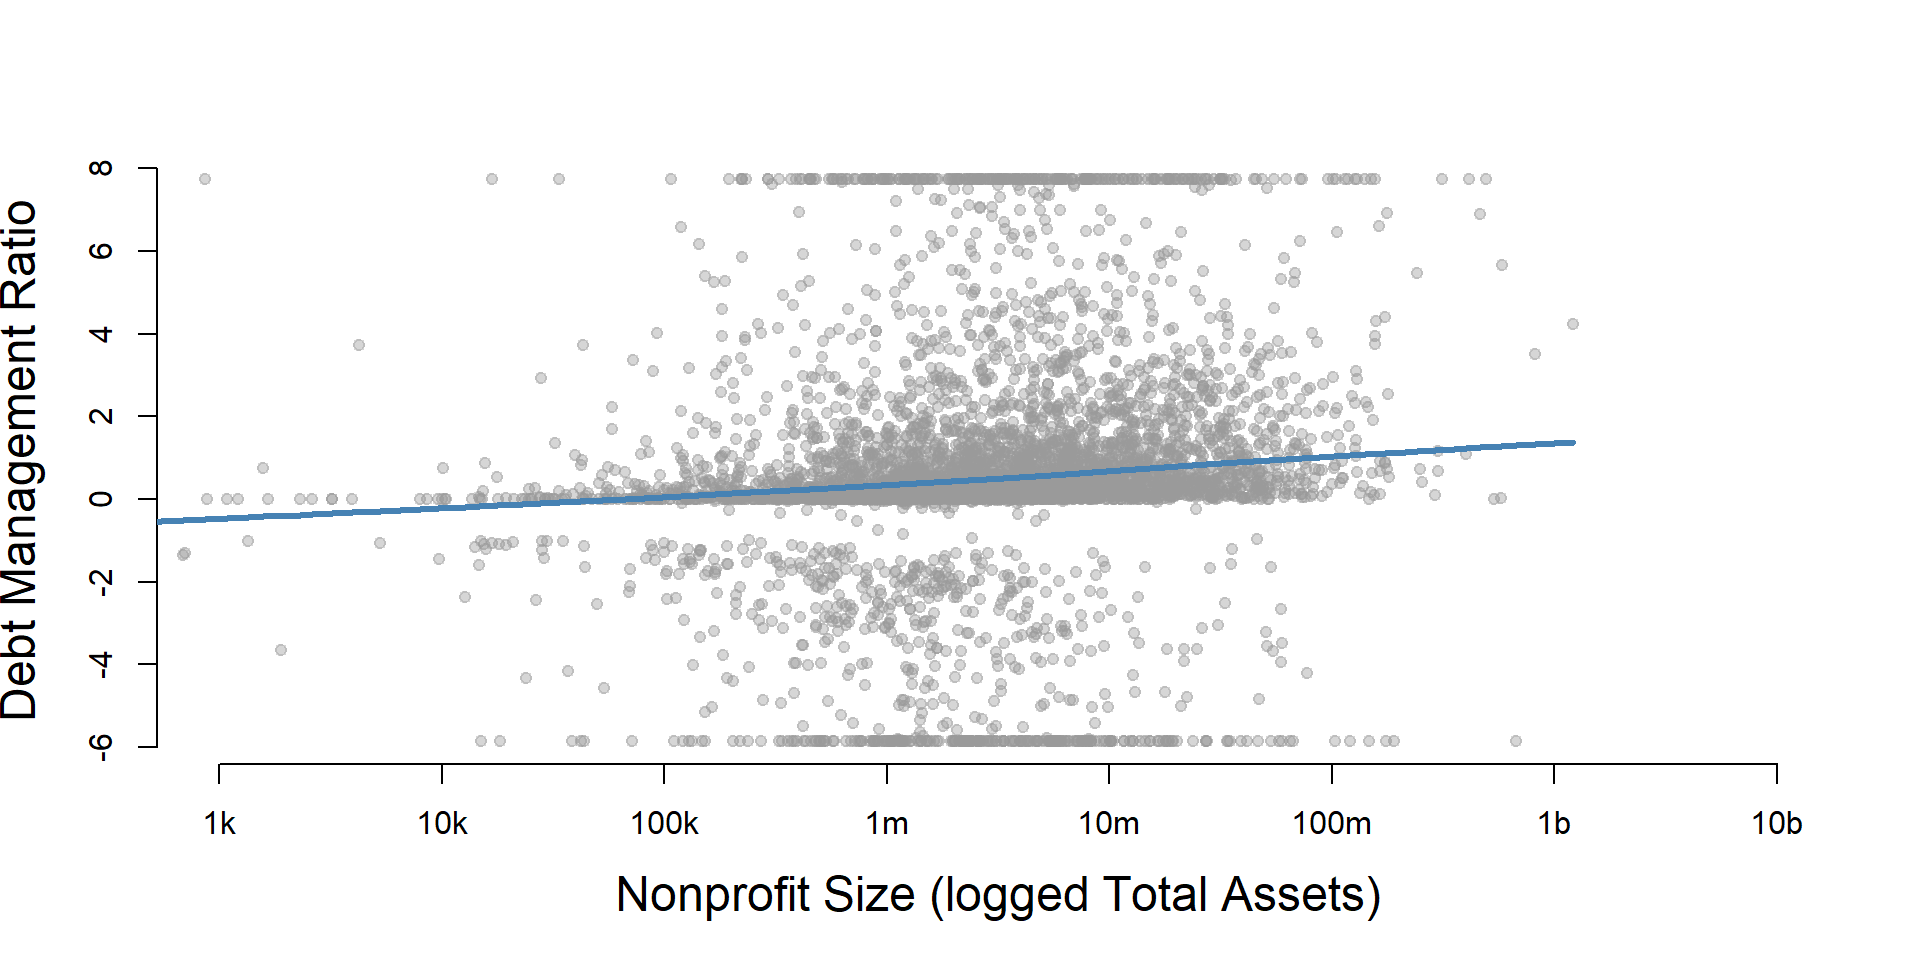 Debt Management Ratio
8
6
4
2
0
-2
-4
-6
1k 10k 100k 1m 10m 100m 1b 10b
Nonprofit Size (logged Total Assets)